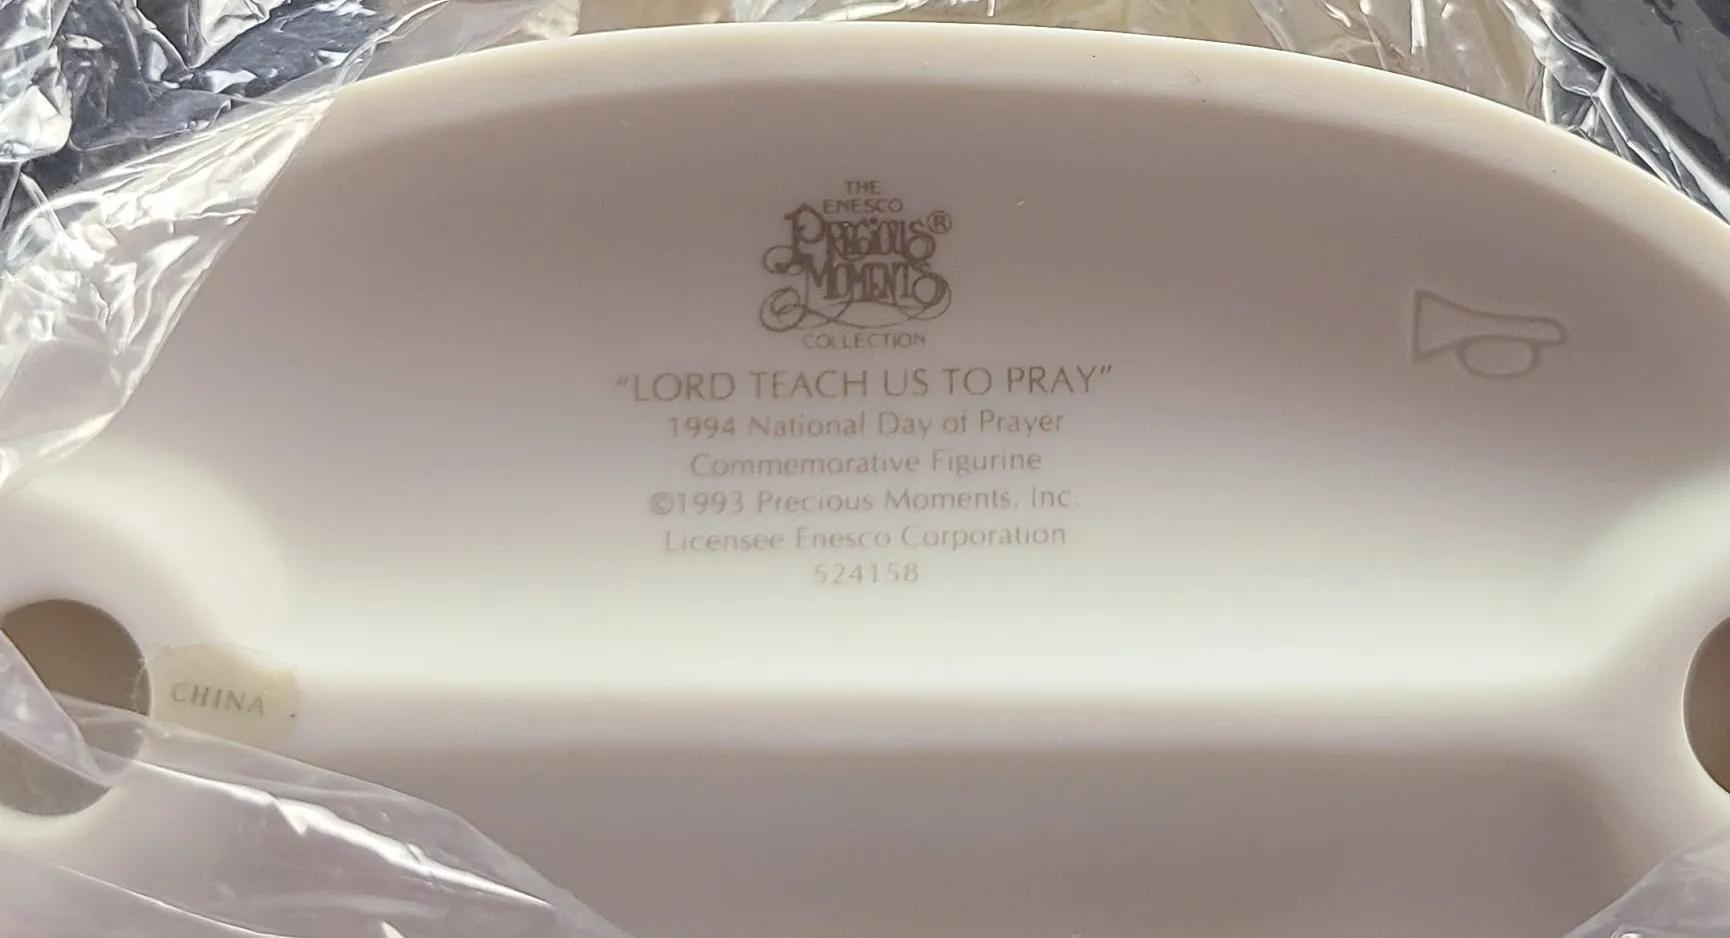 THE
ENESCO
PRECIOUS®
MOMENTS
COLLECTION
"LORD TEACH US TO PRAY"
1994 National Day of Prayer
Commemorative Figurine
©1993 Precious Moments, Inc.
Licensee Enesco Corporation
524158
CHINA